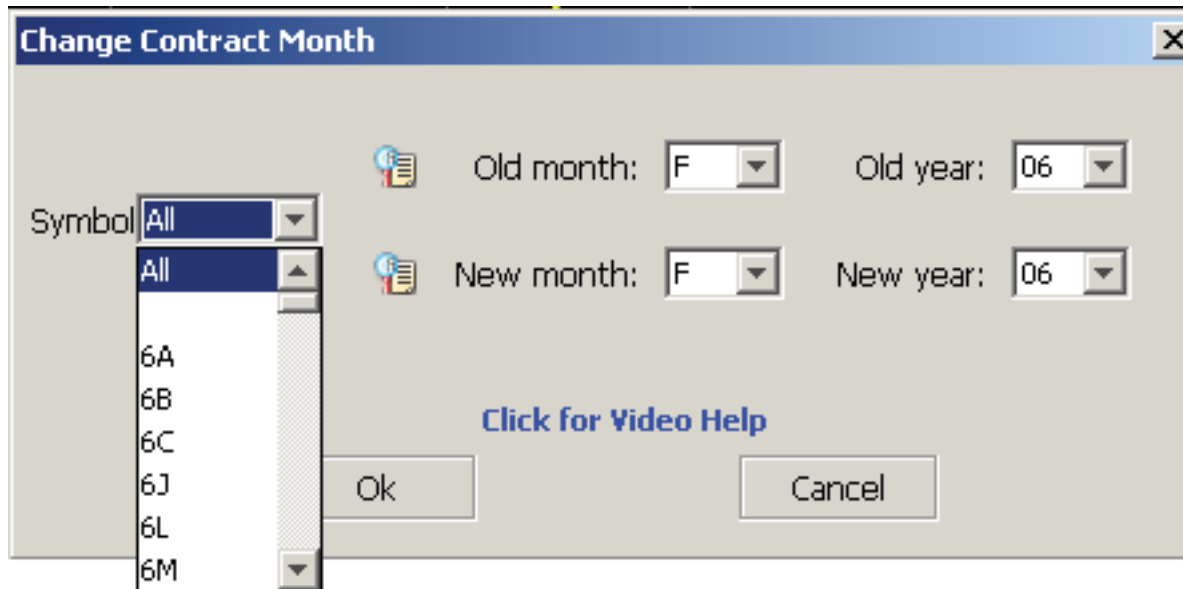 Change Contract Month
Old month: F Old year: 06
Symbol All
New month: F New year: 06
All
6A
6B
6C
6J
6L
6M
Click for Video Help
Ok Cancel